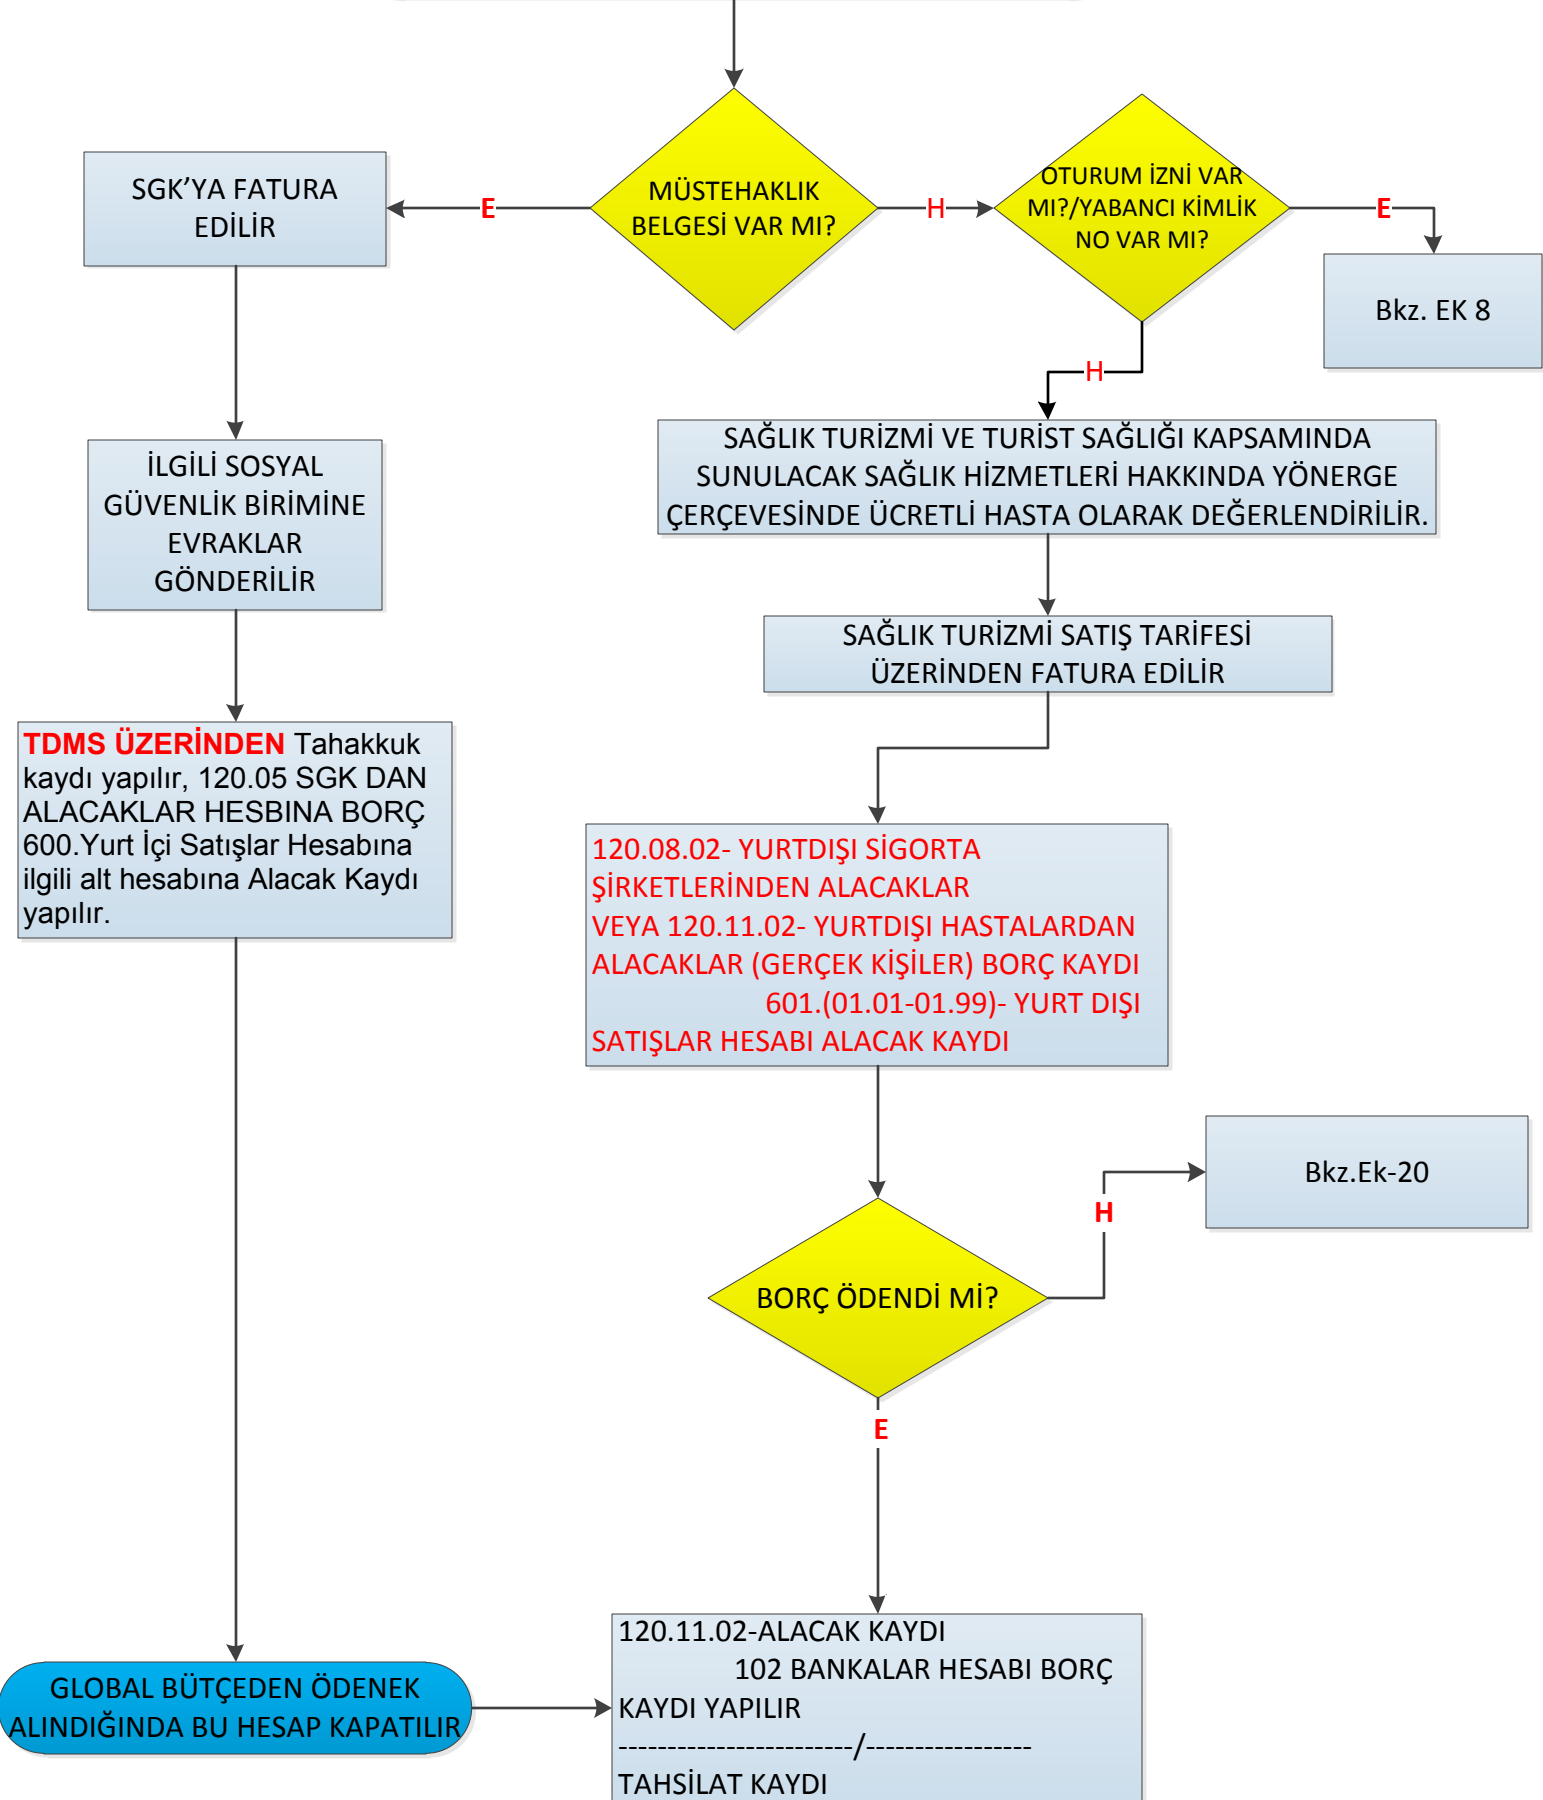 MÜSTEHAKLIK
BELGESİ VAR MI?
E
SGK’YA FATURA
EDİLİR
H
OTURUM İZNİ VAR
MI?/YABANCI KİMLİK
NO VAR MI?
E
Bkz. EK 8
H
İLGİLİ SOSYAL
GÜVENLİK BİRİMİNE
EVRAKLAR
GÖNDERİLİR
SAĞLIK TURİZMİ VE TURİST SAĞLIĞI KAPSAMINDA
SUNULACAK SAĞLIK HİZMETLERİ HAKKINDA YÖNERGE
ÇERÇEVESİNDE ÜCRETLİ HASTA OLARAK DEĞERLENDİRİLİR.
SAĞLIK TURİZMİ SATIŞ TARİFESİ
ÜZERİNDEN FATURA EDİLİR
TDMS ÜZERİNDEN Tahakkuk
kaydı yapılır, 120.05 SGK DAN
ALACAKLAR HESBINA BORÇ
600.Yurt İçi Satışlar Hesabına
ilgili alt hesabına Alacak Kaydı
yapılır.
120.08.02- YURTDIŞI SİGORTA
ŞİRKETLERİNDEN ALACAKLAR
VEYA 120.11.02- YURTDIŞI HASTALARDAN
ALACAKLAR (GERÇEK KİŞİLER) BORÇ KAYDI
601.(01.01-01.99)- YURT DIŞI
SATIŞLAR HESABI ALACAK KAYDI
BORÇ ÖDENDİ Mİ?
H
Bkz.Ek-20
E
GLOBAL BÜTÇEDEN ÖDENEK
ALINDIĞINDA BU HESAP KAPATILIR
120.11.02-ALACAK KAYDI
102 BANKALAR HESABI BORÇ
KAYDI YAPILIR
------------------------/-----------------
TAHSİLAT KAYDI